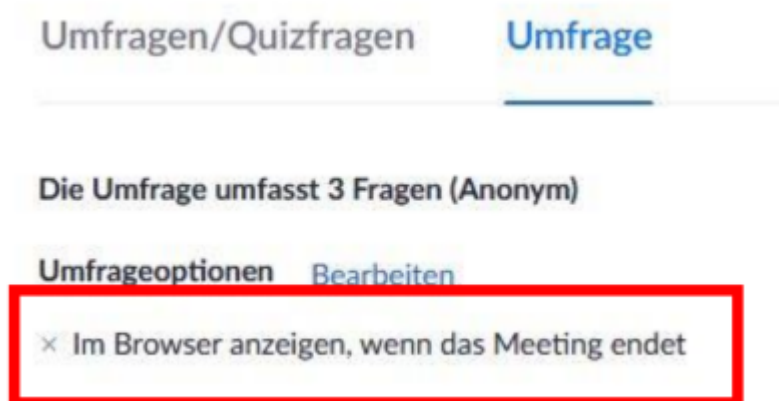 Umfragen/Quizfragen Umfrage
Die Umfrage umfasst 3 Fragen (Anonym)
Umfrageoptionen Bearbeiten
× Im Browser anzeigen, wenn das Meeting endet